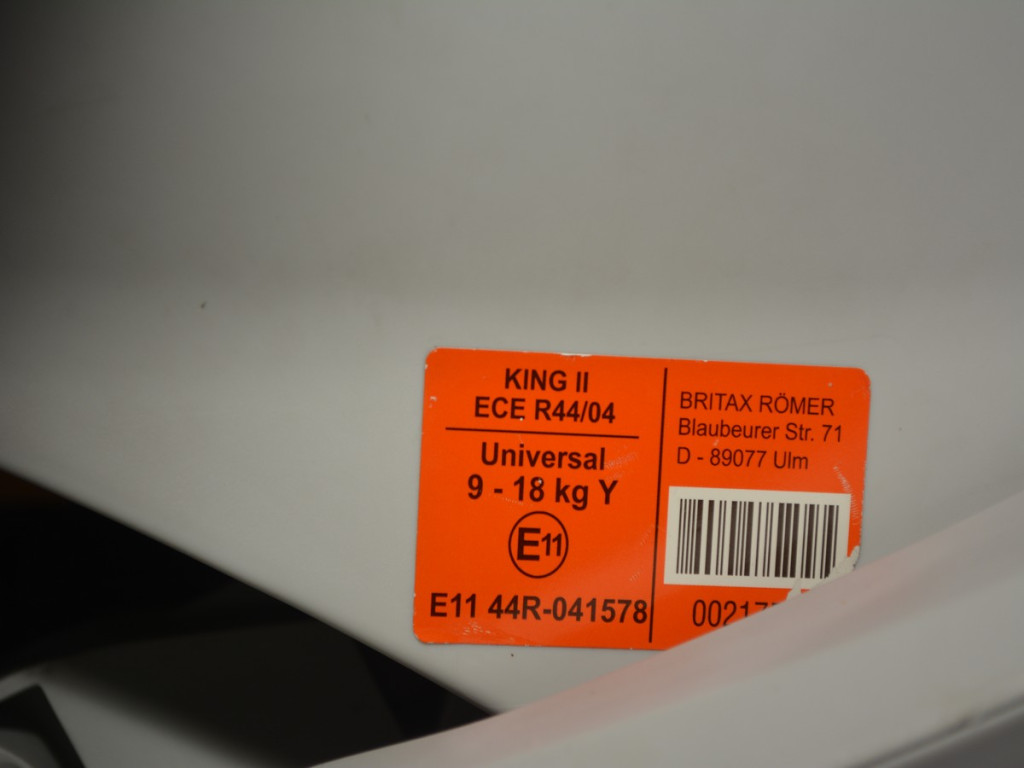 KING II
ECE R44/04
Universal
9 - 18 kg Y
E11
E11 44R-041578
BRITAX RÖMER
Blaubeurer Str. 71
D - 89077 Ulm